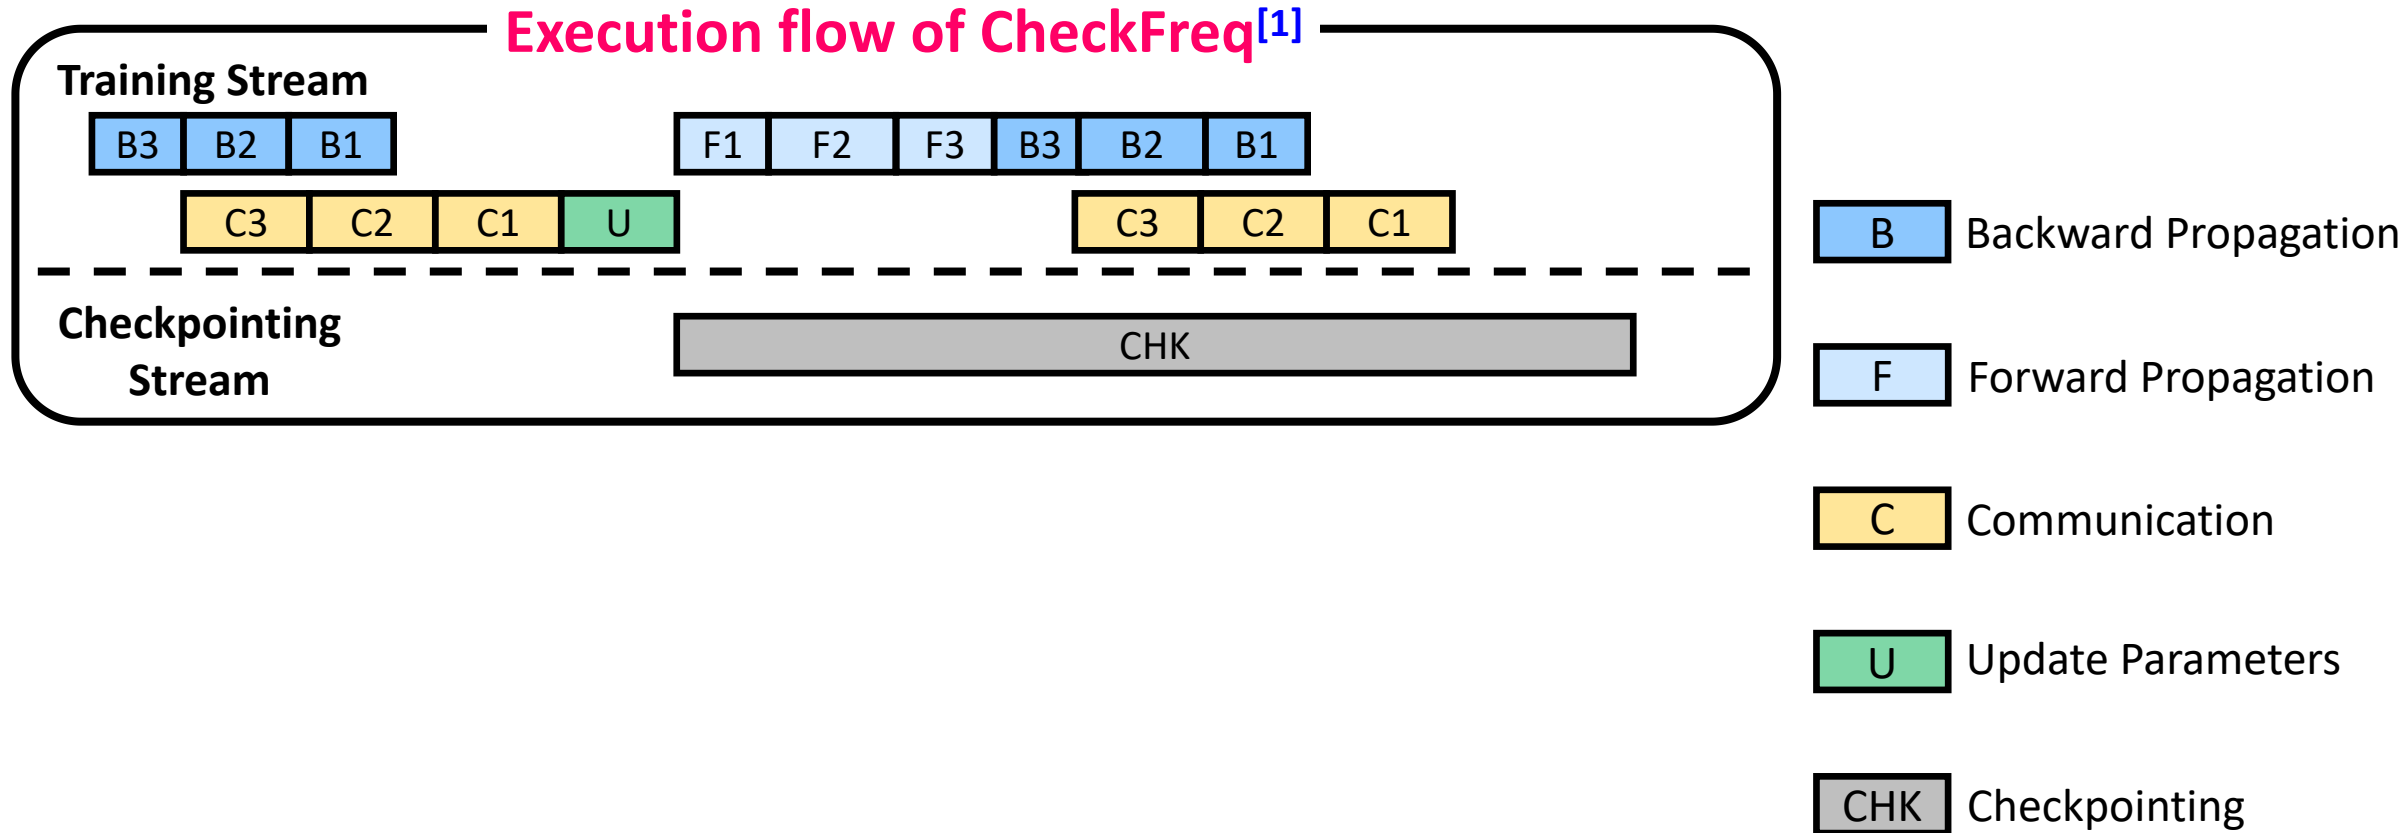 Execution flow of CheckFreq[1]
Training Stream
B3 B2 B1 F1 F2 F3 B3 B2 B1
C3 C2 C1 U C3 C2 C1
Checkpointing
Stream
CHK
B Backward Propagation
F Forward Propagation
C Communication
U Update Parameters
CHK Checkpointing